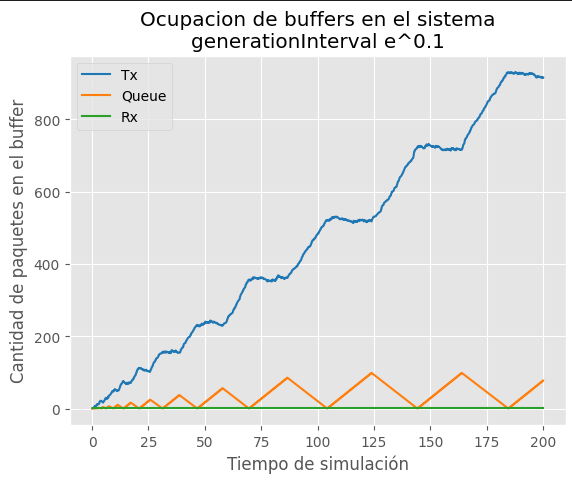 Ocupacion de buffers en el sistema
generationInterval e^0.1
Tx
Queue
Rx
Cantidad de paquetes en el buffer
800
600
400
200
0
0
25
50
75
100
125
150
175
200
Tiempo de simulación